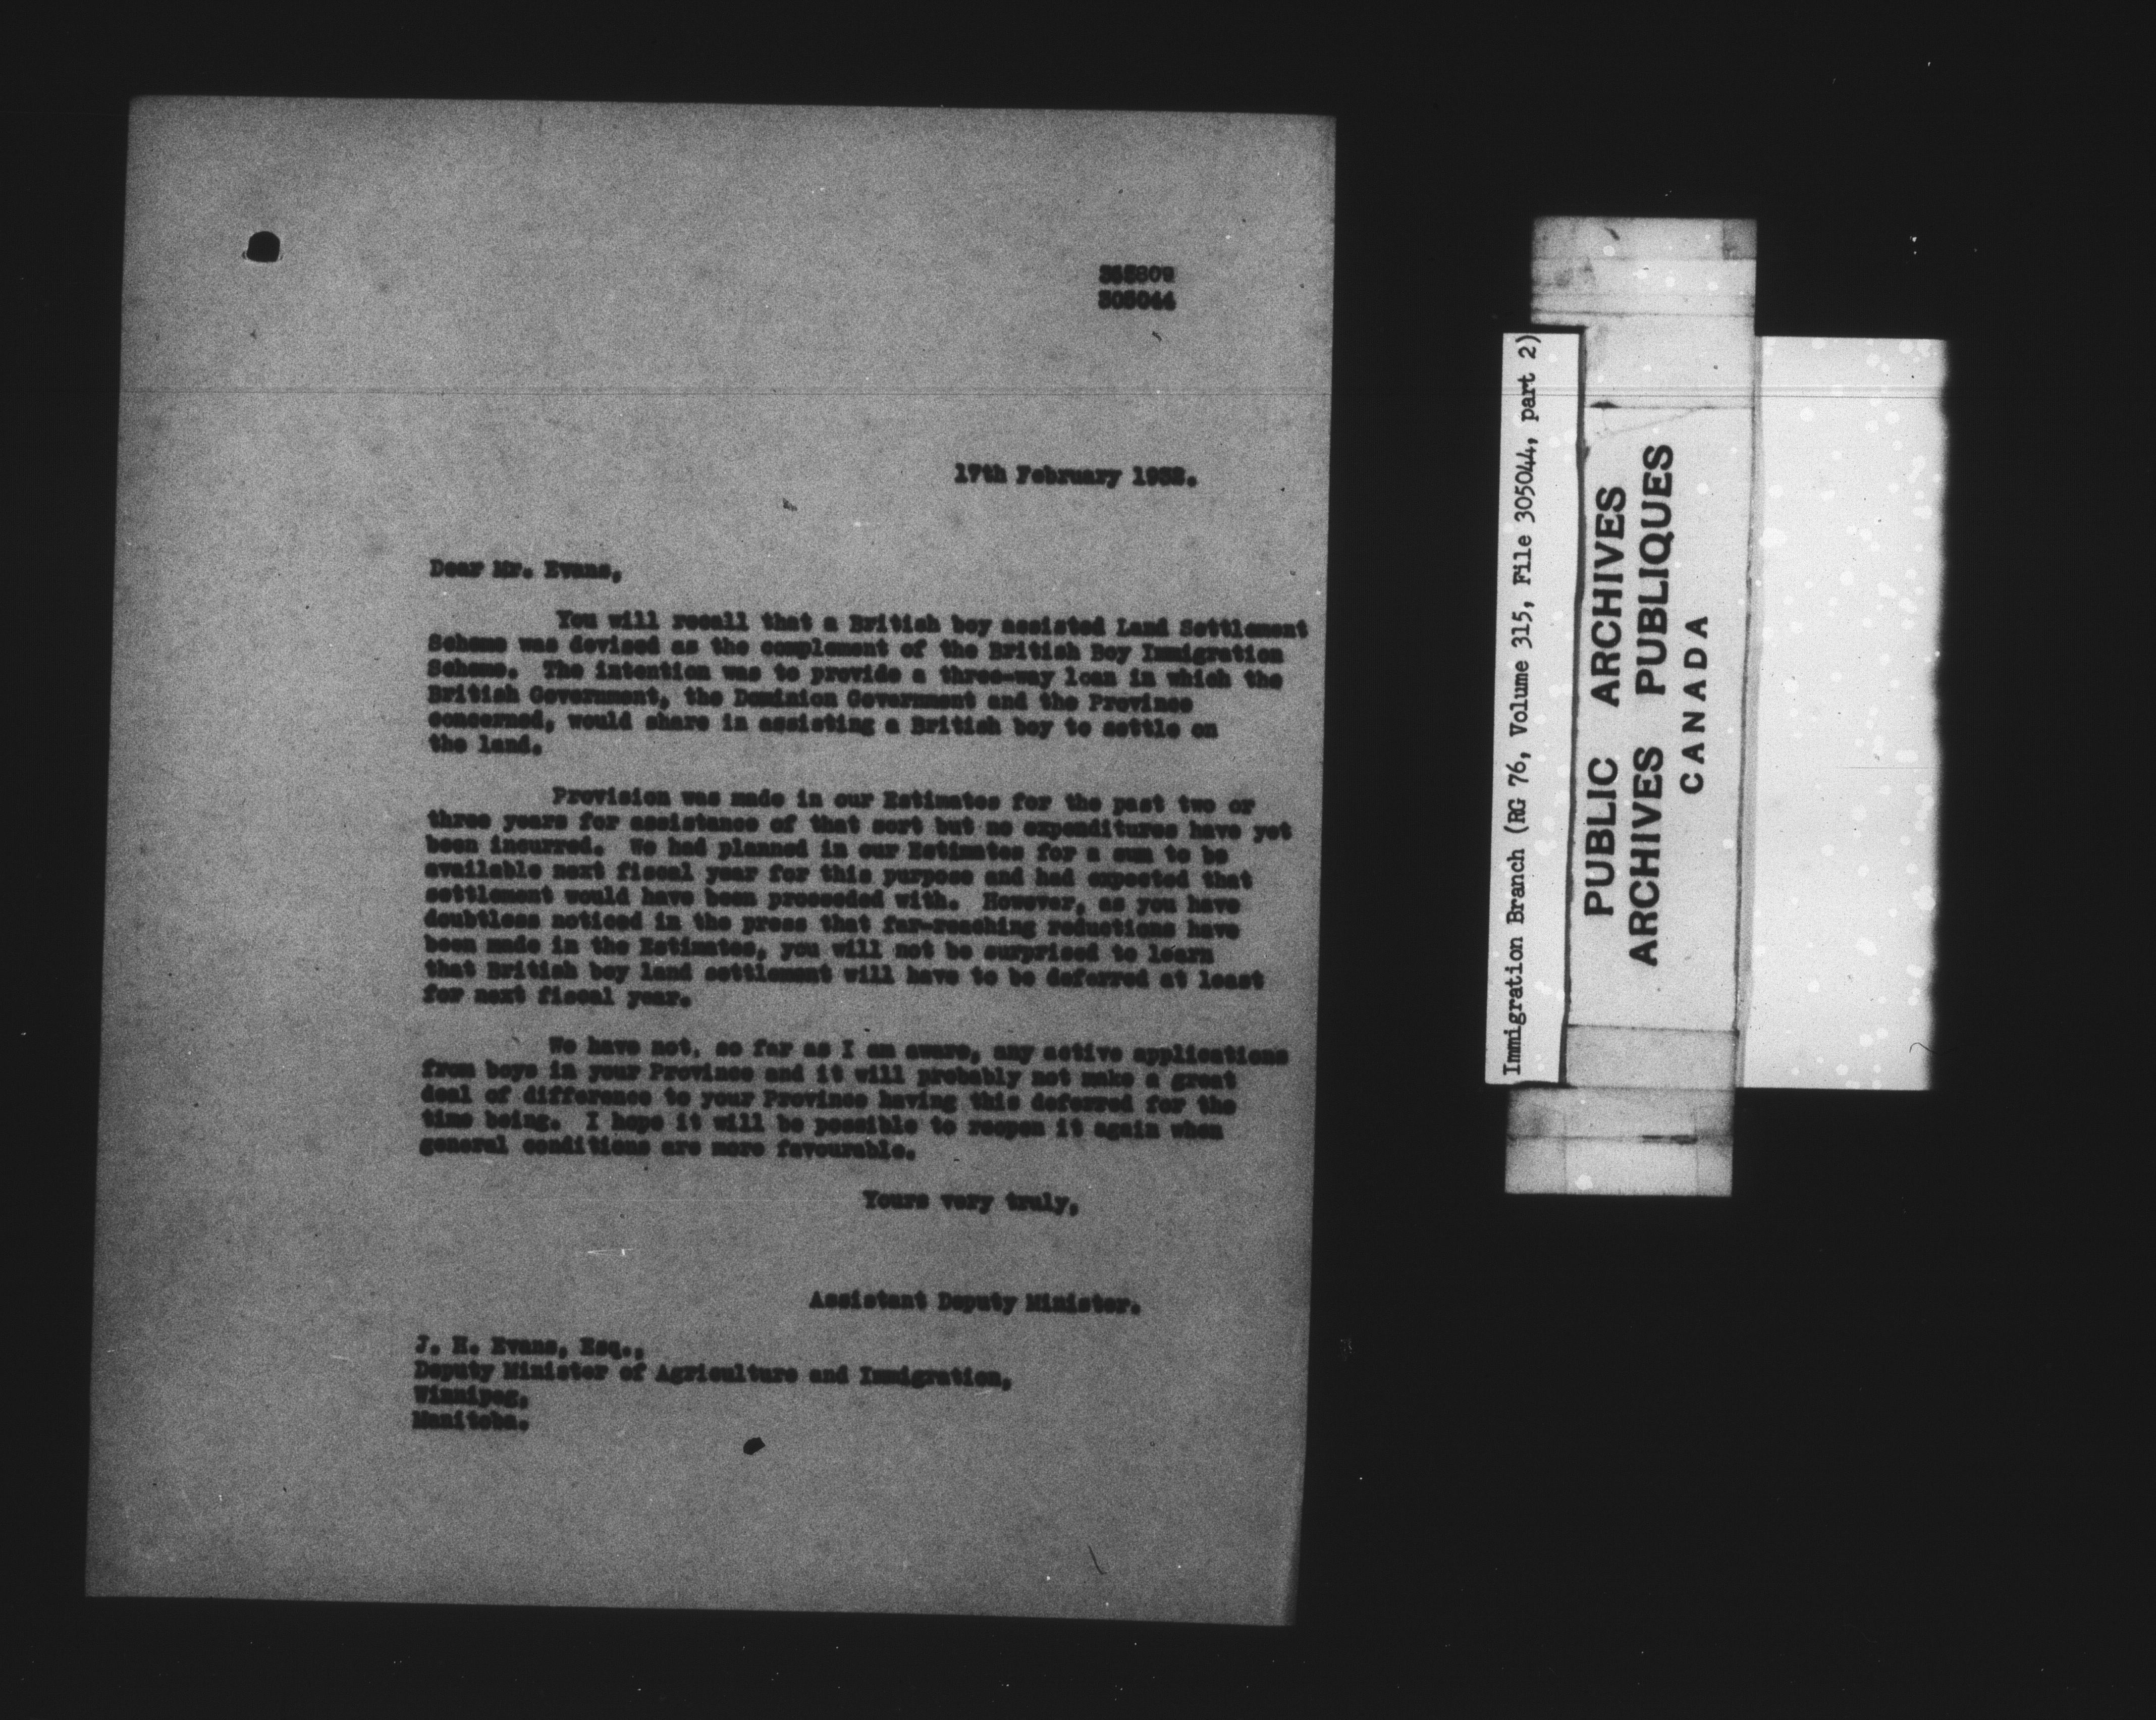 305044
17th February
Dear Mr. Evans,
You will recall that a British boy assisted Land Settlement
Scheme was devised as the complement of the British Boy Immigration
Scheme. The intention was to provide a three-way loan in which the
British Government, the Dominion Government and the Province
concerned, would share in assisting a British boy to settle on
the land.
Provision was made in our Estimates for the past two or
three years for assistance of that sort but no expenditures have yet
been incurred. We had planned in our Estimates for a sum to be
available next fiscal year for this purpose and had expected that
settlement would have been proceeded with. However, as you have
doubtless noticed in the press that far-reaching reductions have
been made in the Estimates, you will not be surprised to learn
that British boy land settlement will have to be deferred at least
for next fiscal year.
We have not, so far as I am aware, any active applications
from boys in your Province and it will probably not make a great
deal of difference to your Province having this deferred for the
time being. I hope it will be possible to reopen it again when
general conditions are more favourable.
Yours very truly,
Assistant Deputy Minister.
J. H. Evans, Esq.,
Deputy Minister of Agriculture and Immigration,
Winnipeg,
Manitoba.
Immigration Branch (RG 76, Volume 315, File 305044, part 2)
PUBLIC ARCHIVES
ARCHIVES PUBLIQUES
CANADA